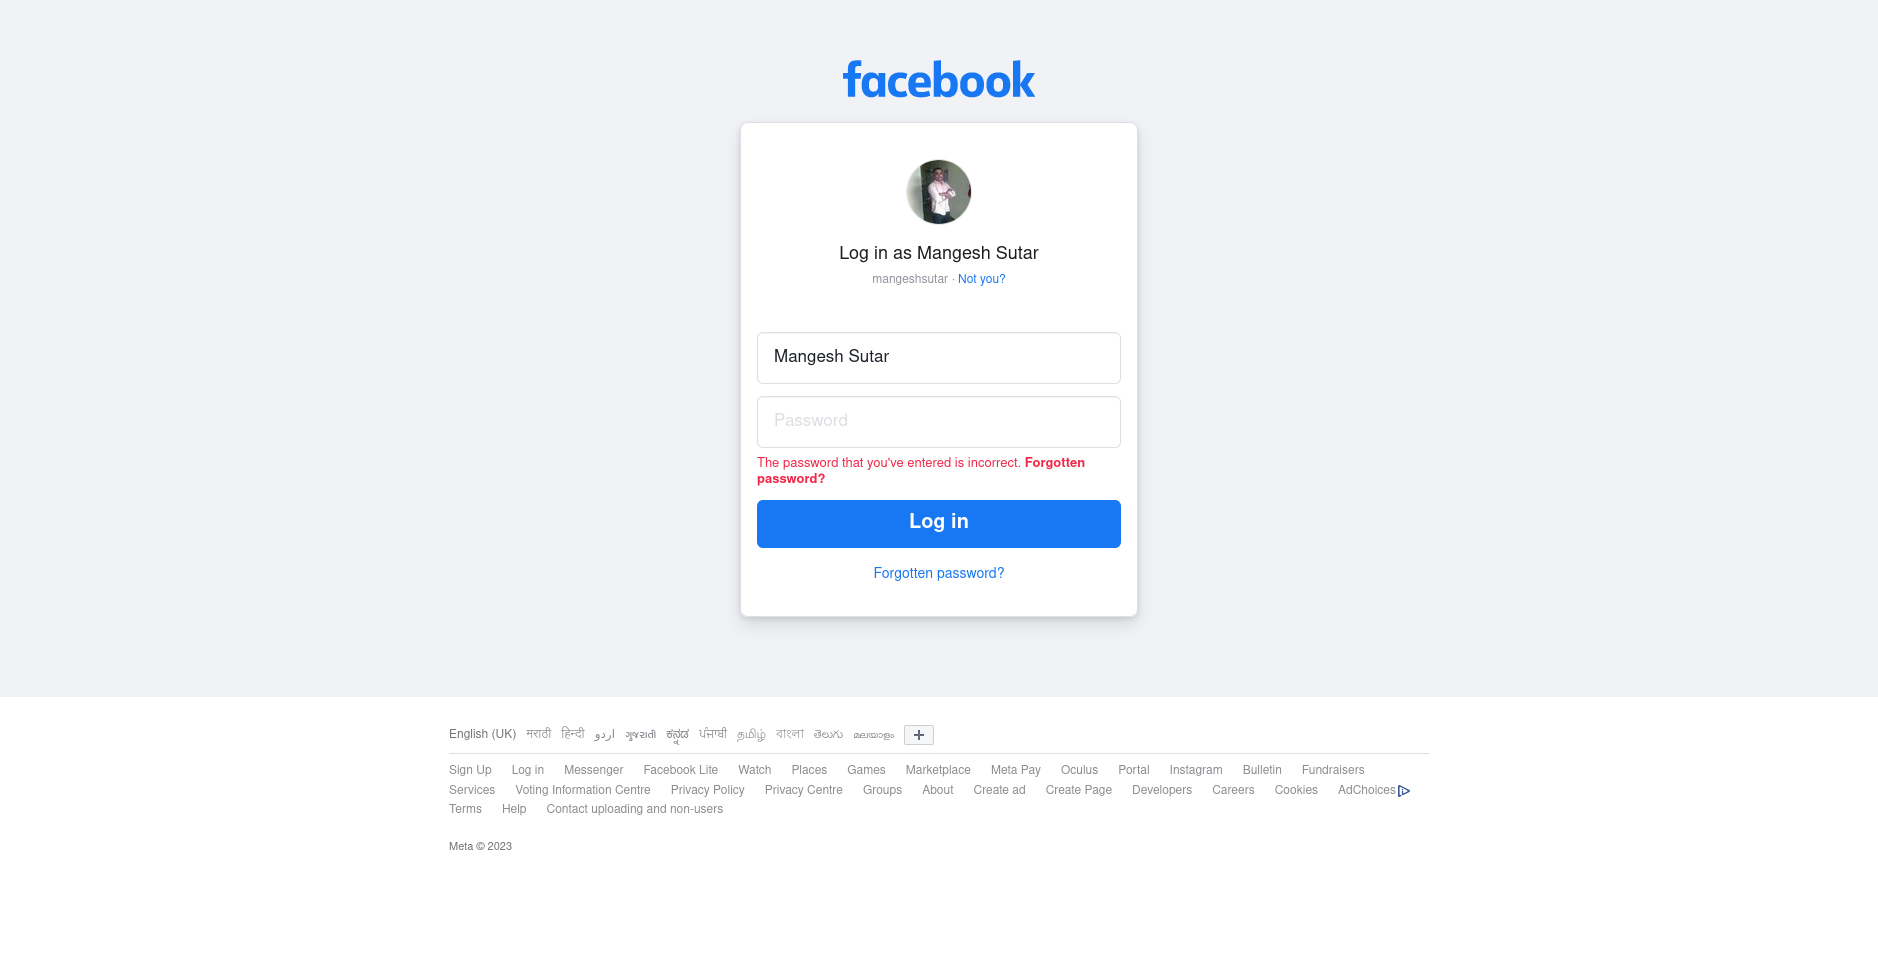 facebook
Log in as Mangesh Sutar
mangeshsutar · Not you?
Mangesh Sutar
Password
The password that you've entered is incorrect. Forgotten
password?
Log in
Forgotten password?
English (UK) मराठी हिन्दी اردو ગુજરાતી ಕನ್ನಡ ਪੰਜਾਬੀ தமிழ் বাংলা తెలుగు മലയാളം +
Sign Up Log in Messenger Facebook Lite Watch Places Games Marketplace Meta Pay Oculus Portal Instagram Bulletin Fundraisers
Services Voting Information Centre Privacy Policy Privacy Centre Groups About Create ad Create Page Developers Careers Cookies AdChoices
Terms Help Contact uploading and non-users
Meta © 2023